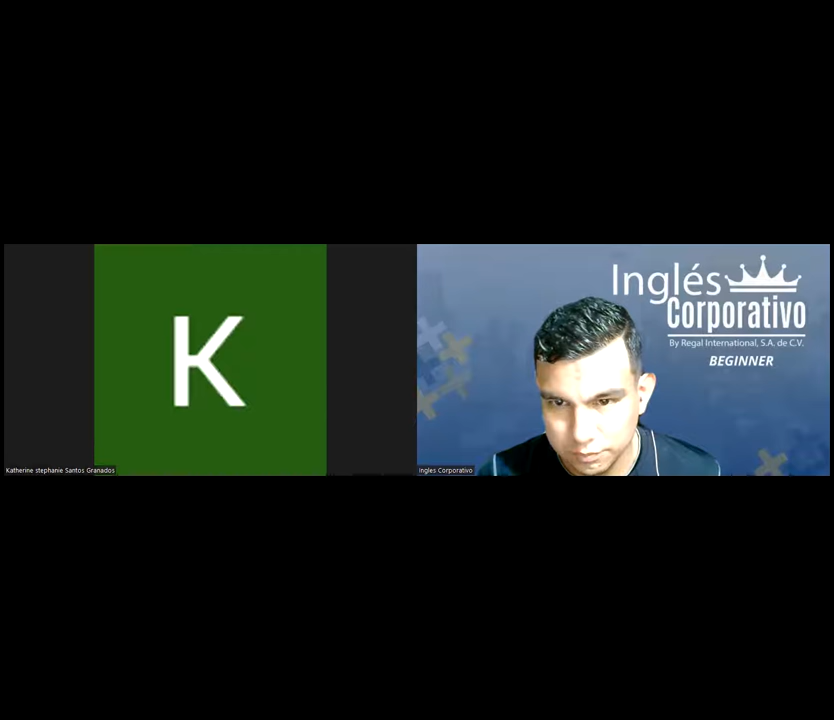 K
Katherine stephanie Santos Granados
Inglés
Corporativo
By Regal International, S.A. de C.V.
BEGINNER
Ingles Corporativo